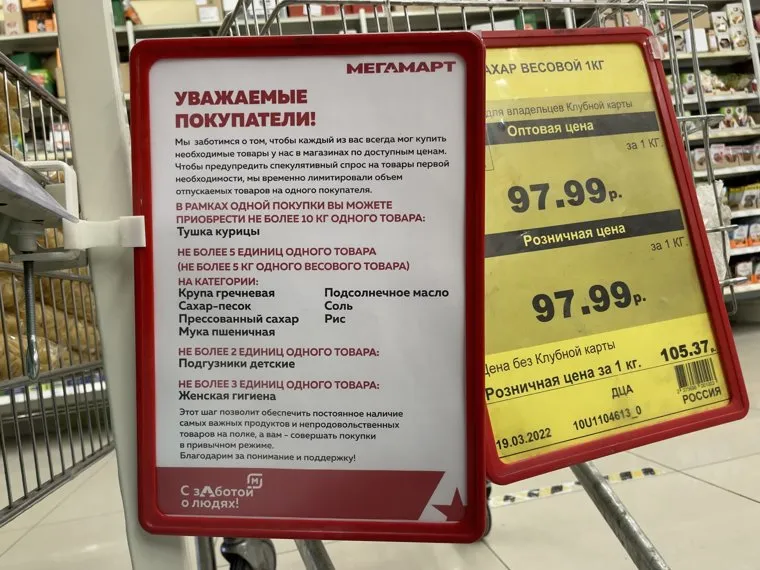 МЕГАМАРТ
УВАЖАЕМЫЕ
ПОКУПАТЕЛИ!
Мы заботимся о том, чтобы каждый из вас всегда мог купить
необходимые товары у нас в магазинах по доступным ценам.
Чтобы предупредить спекулятивный спрос на товары первой
необходимости, мы временно лимитировали объем
отпускаемых товаров на одного покупателя.
В РАМКАХ ОДНОЙ ПОКУПКИ ВЫ МОЖЕТЕ
ПРИОБРЕСТИ НЕ БОЛЕЕ 10 КГ ОДНОГО ТОВАРА:
Тушка курицы
НЕ БОЛЕЕ 5 ЕДИНИЦ ОДНОГО ТОВАРА
(НЕ БОЛЕЕ 5 КГ ОДНОГО ВЕСОВОГО ТОВАРА)
НА КАТЕГОРИИ:
Крупа гречневая Подсолнечное масло
Сахар-песок Соль
Прессованный сахар Рис
Мука пшеничная
НЕ БОЛЕЕ 2 ЕДИНИЦ ОДНОГО ТОВАРА:
Подгузники детские
НЕ БОЛЕЕ 3 ЕДИНИЦ ОДНОГО ТОВАРА:
Женская гигиена
Этот шаг позволит обеспечить постоянное наличие
самых важных продуктов и непродовольственных
товаров на полке, а вам - совершать покупки
в привычном режиме.
Благодарим за понимание и поддержку!
С зАботой М
о людях!
АХАР ВЕСОВОЙ 1КГ
для владельцев Клубной карты
Оптовая цена
за 1 КГ.
97.99р.
Розничная цена
за 1 КГ.
97.99р.
Цена без Клубной карты
Розничная цена за 1 кг. 105.37р.
ДЦА
РОССИЯ
19.03.2022 10U1104613_0